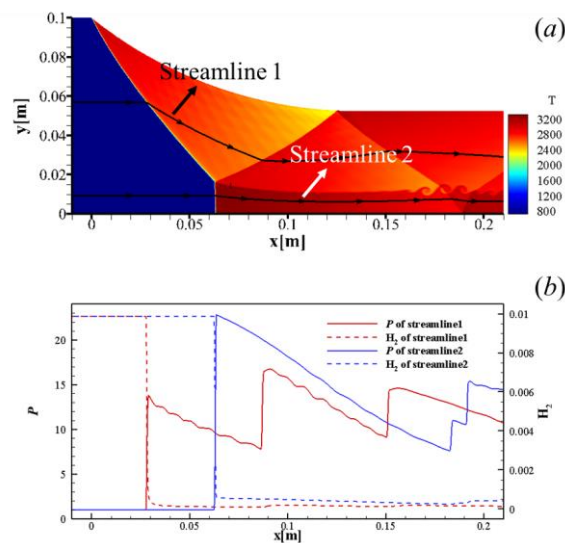 (a)
0.1
0.08
0.06
0.04
0.02
0
y[m]
Streamline 1
Streamline 2
T
3200
2800
2400
2000
1600
1200
800
0
0.05
0.1
0.15
0.2
x[m]
(b)
20
15
10
5
0
P
P of streamline1
H2 of streamline1
P of streamline2
H2 of streamline2
0.01
0.008
0.006
0.004
0.002
0
H2
0
0.05
0.1
0.15
0.2
x[m]